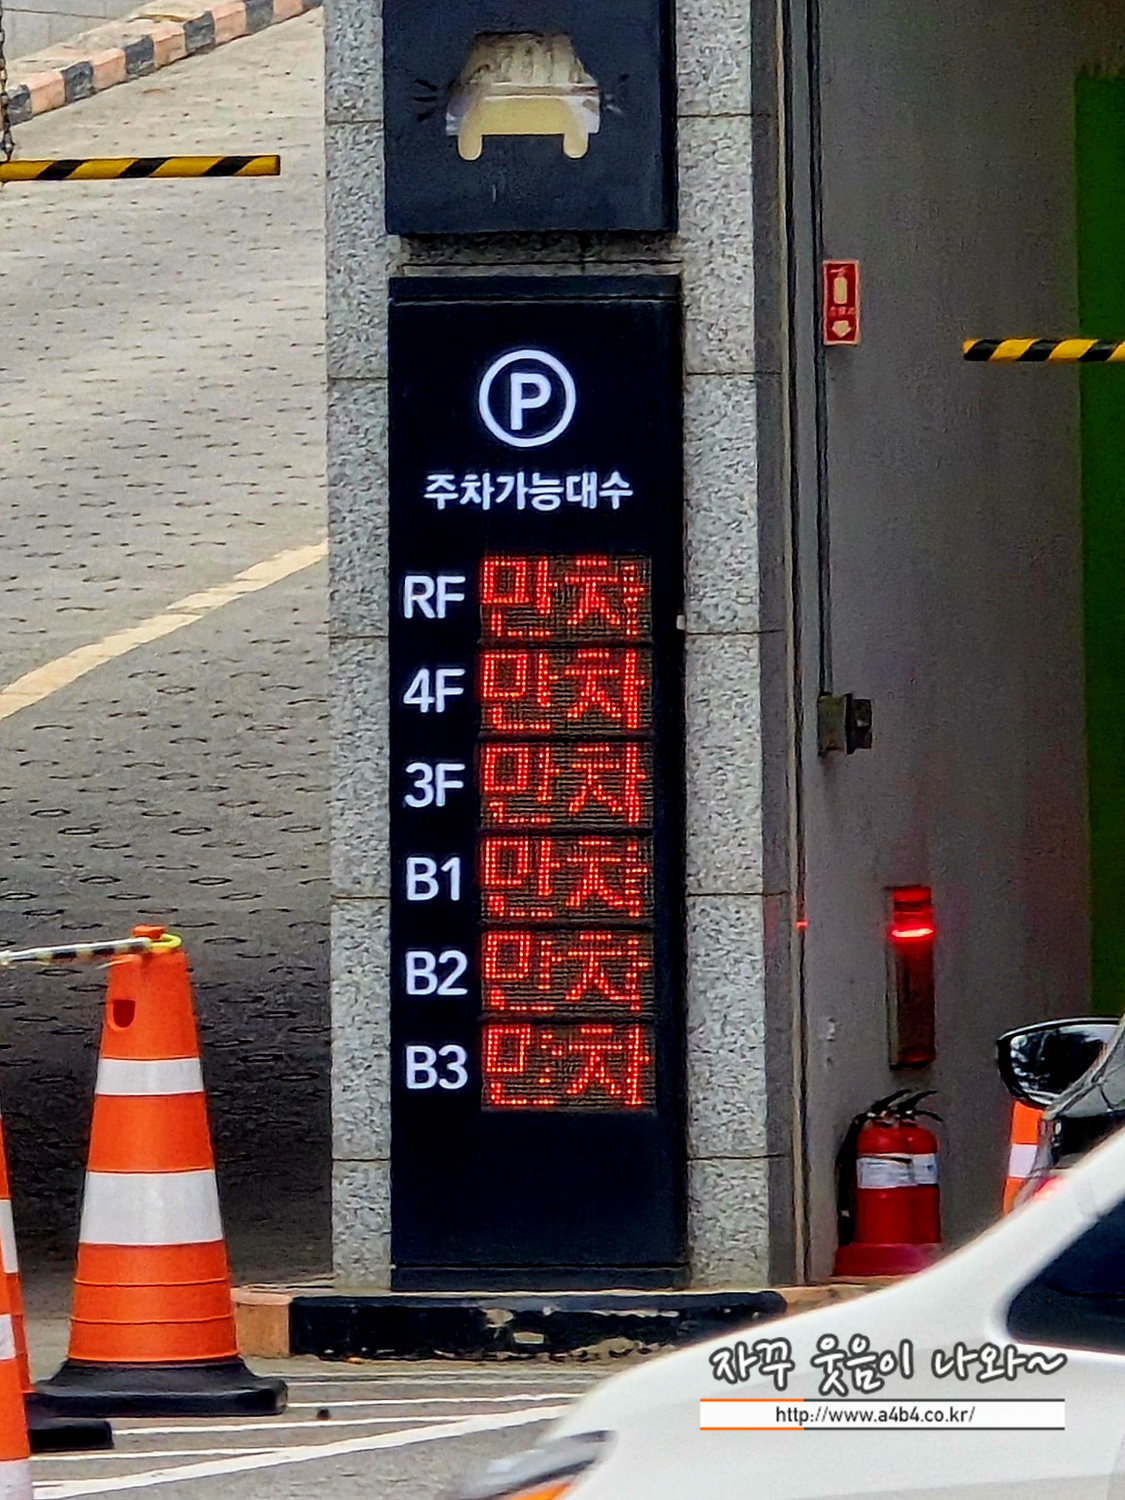 P
주차가능대수
RF 만차
4F 만차
3F 만차
B1 만차
B2 만차
B3 만차
자꾸 웃음이 나와~
http://www.a4b4.co.kr/